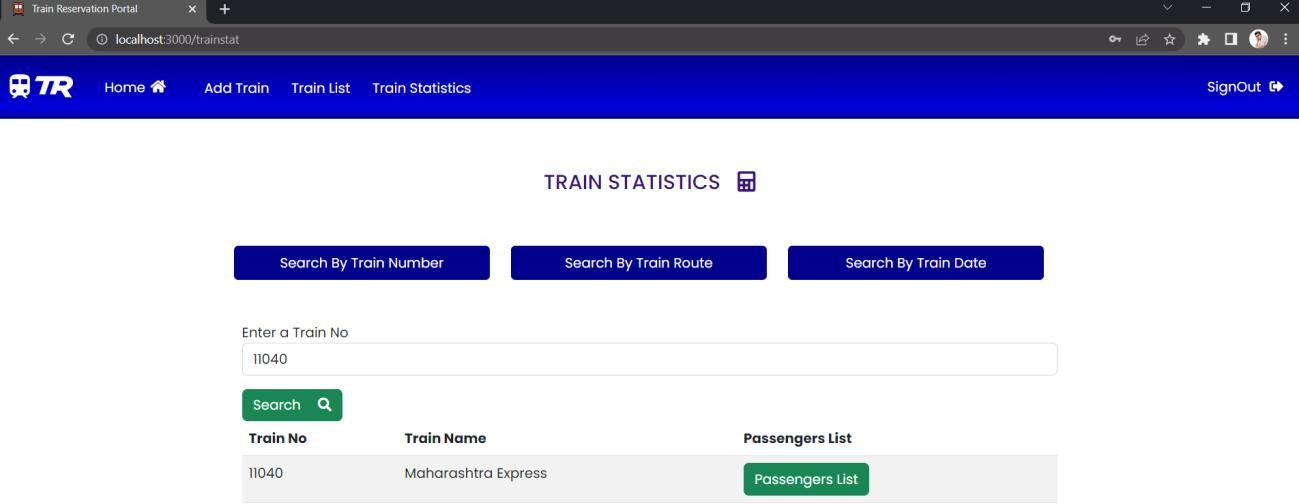 Train Reservation Portal
localhost:3000/trainstat
TR Home Add Train Train List Train Statistics SignOut
TRAIN STATISTICS
Search By Train Number Search By Train Route Search By Train Date
Enter a Train No
11040
Search
Train No Train Name Passengers List
11040 Maharashtra Express Passengers List